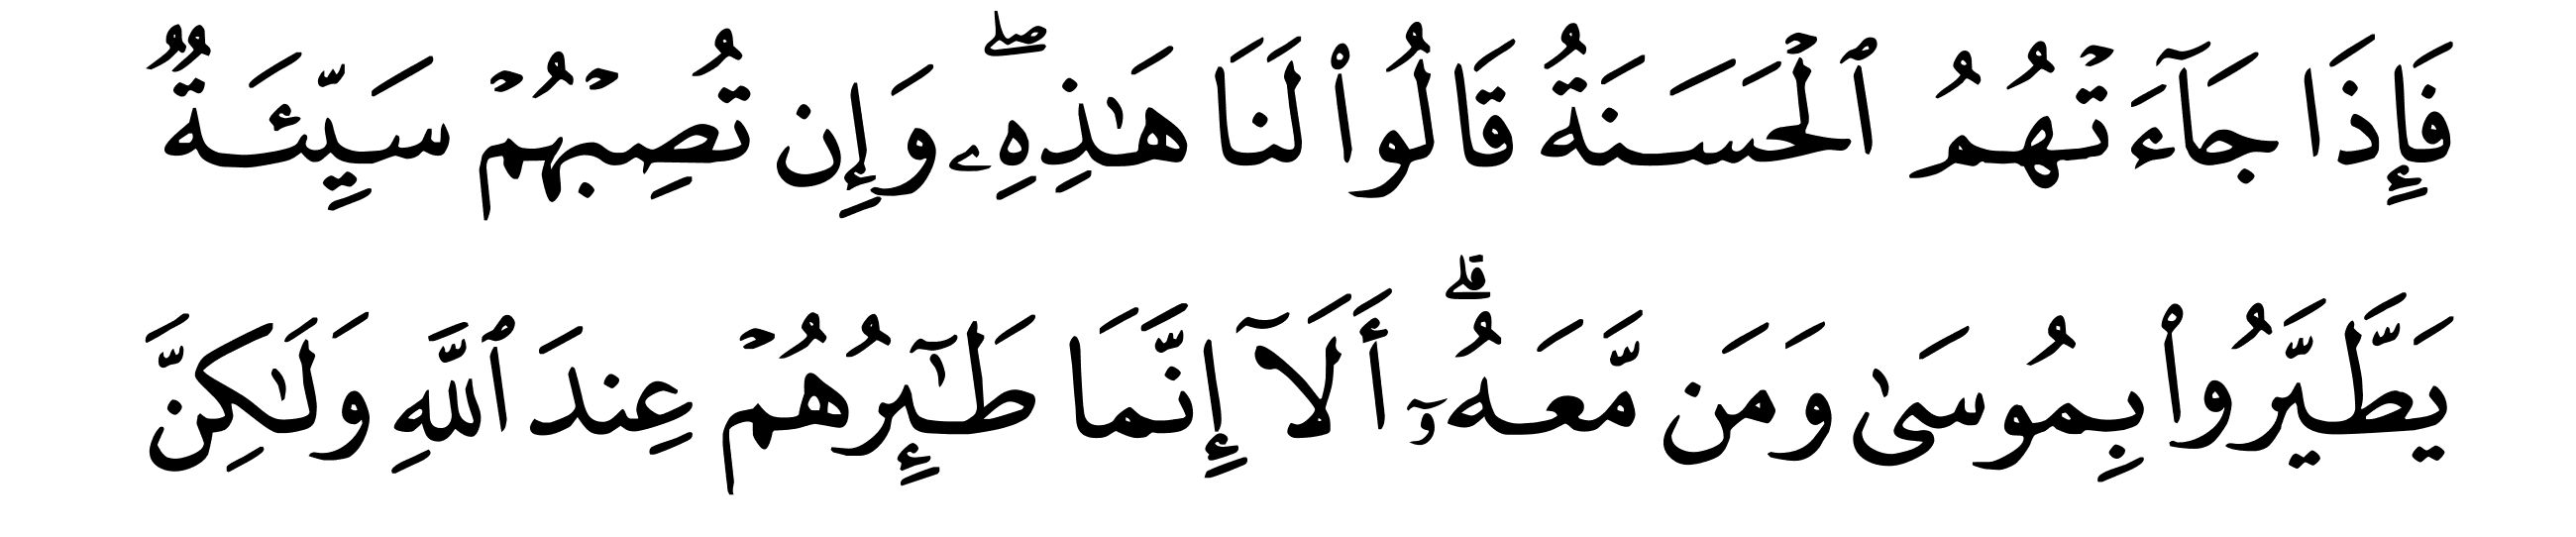 فَإِذَا جَآءَتْهُمُ ٱلْحَسَنَةُ قَالُوا۟ لَنَا هَـٰذِهِۦ ۖ وَإِن تُصِبْهُمْ سَيِّئَةٌۭ
يَطَّيَّرُوا۟ بِمُوسَىٰ وَمَن مَّعَهُۥٓ ۗ أَلَآ إِنَّمَا طَـٰٓئِرُهُمْ عِندَ ٱللَّهِ وَلَـٰكِنَّ